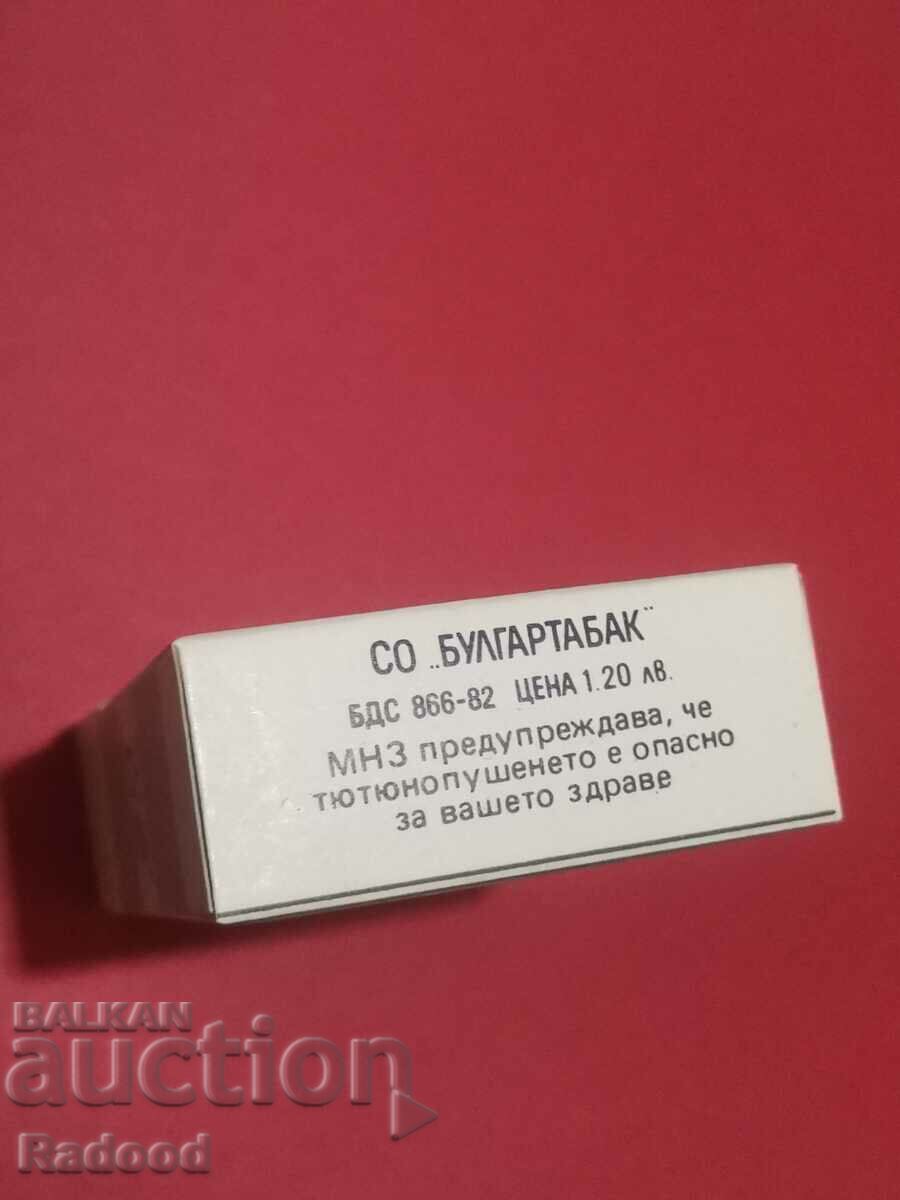 СО „БУЛГАРТАБАК“
БДС 866-82 ЦЕНА 1.20 лв.
МНЗ предупреждава, че
тютюнопушенето е опасно
за вашето здраве
BALKAN
auction
Radood